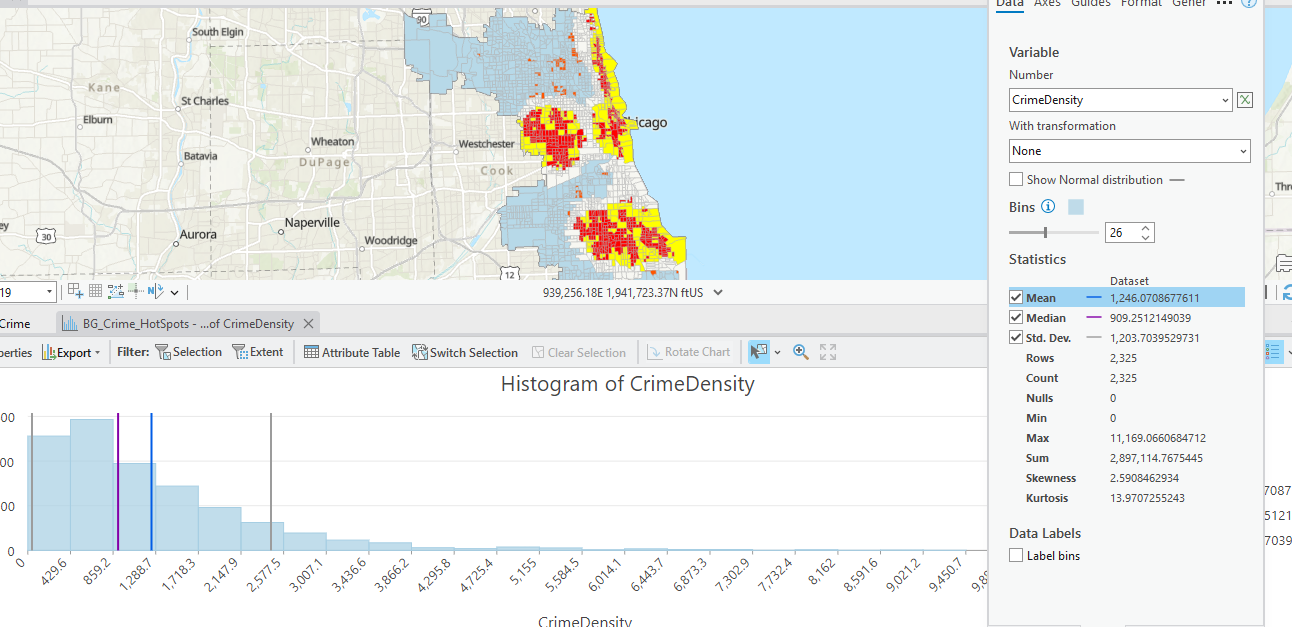 Data Axes Guides Format Gener ...
90
South Elgin
Kane
St Charles
Elburn
Chicago
Wheaton
Westchester
Batavia
DuPage
Cook
Naperville
30
Aurora
Woodridge
12
19
939,256.18E 1,941,723.37N ftUS
Variable
Number
CrimeDensity
With transformation
None
Show Normal distribution
Bins
26
Statistics
Dataset
Mean 1,246.0708677611
Median 909.2512149039
Std. Dev. 1,203.7039529731
Rows 2,325
Count 2,325
Nulls 0
Min 0
Max 11,169.0660684712
Sum 2,897,114.7675445
Skewness 2.5908462934
Kurtosis 13.9707255243
Data Labels
Label bins
Thr
Crime
BG_Crime_HotSpots - ...of CrimeDensity
perties Export Filter: Selection Extent Attribute Table Switch Selection Clear Selection Rotate Chart
Histogram of CrimeDensity
00
00
00
0
0 429.6 859.2 1,288.7 1,718.3 2,147.9 2,577.5 3,007.1 3,436.6 3,866.2 4,295.8 4,725.4 5,155 5,584.5 6,014.1 6,443.7 6,873.3 7,302.9 7,732.4 8,162 8,591.6 9,021.2 9,450.7 9,88
CrimeDensity
7087
5121
7039